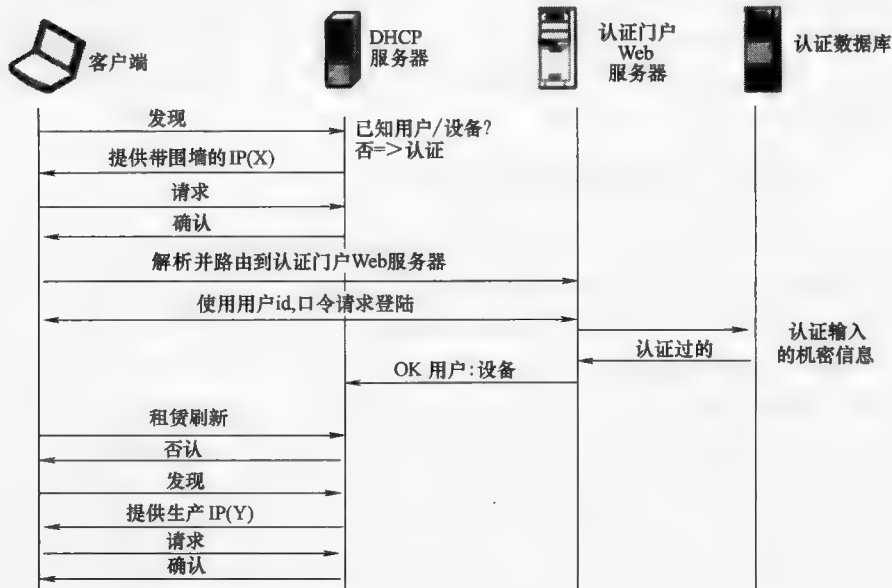 客户端
DHCP
服务器
认证门户
Web
服务器
认证数据库
发现
已知用户/设备?
否=>认证
提供带围墙的IP(X)
请求
确认
解析并路由到认证门户Web服务器
使用用户id,口令请求登陆
认证输入
的机密信息
认证过的
OK 用户:设备
租赁刷新
否认
发现
提供生产IP(Y)
请求
确认